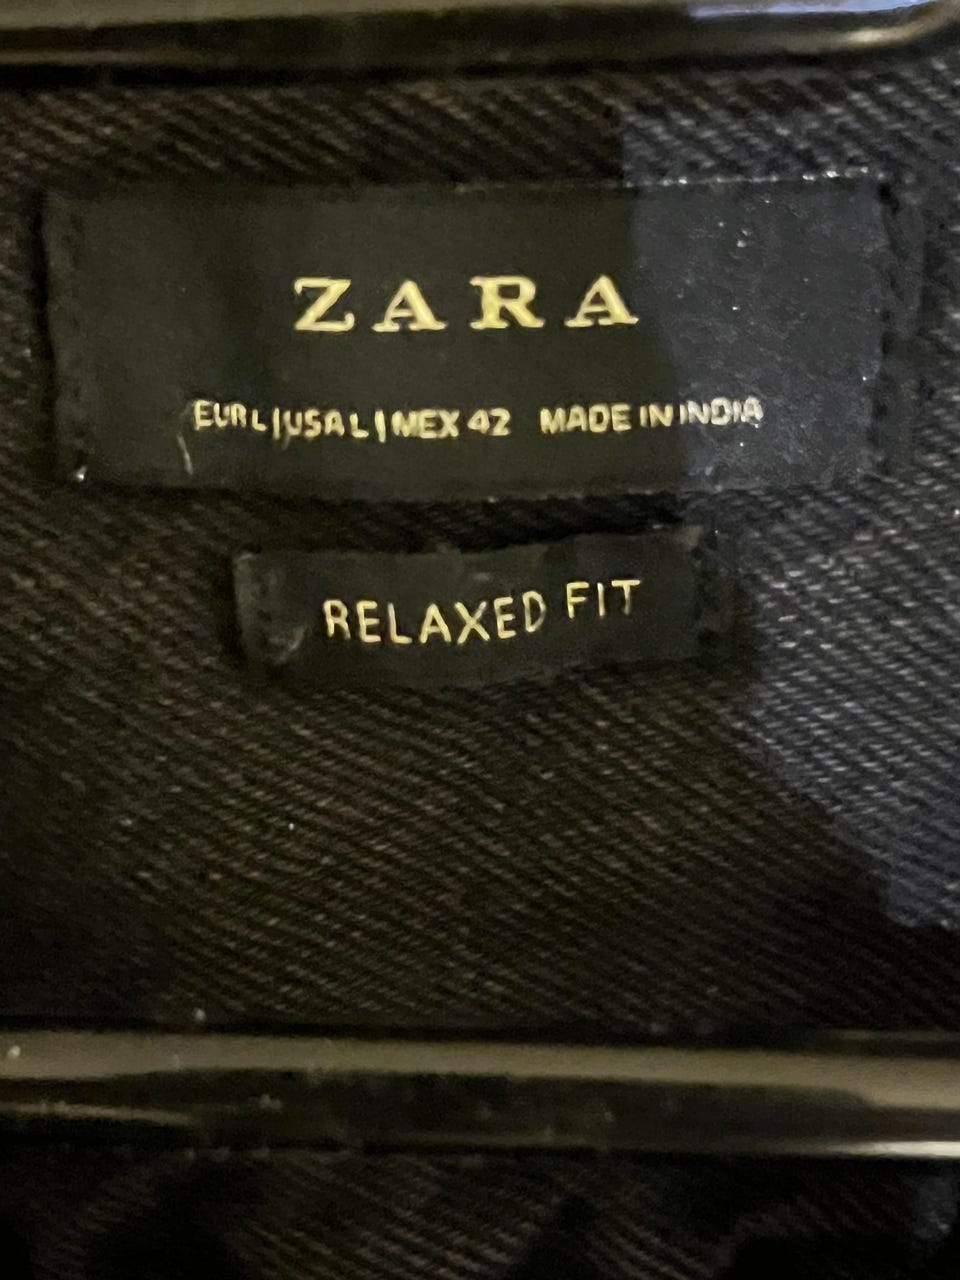 ZARA
EUR L | USA L | MEX 42 MADE IN INDIA
RELAXED FIT